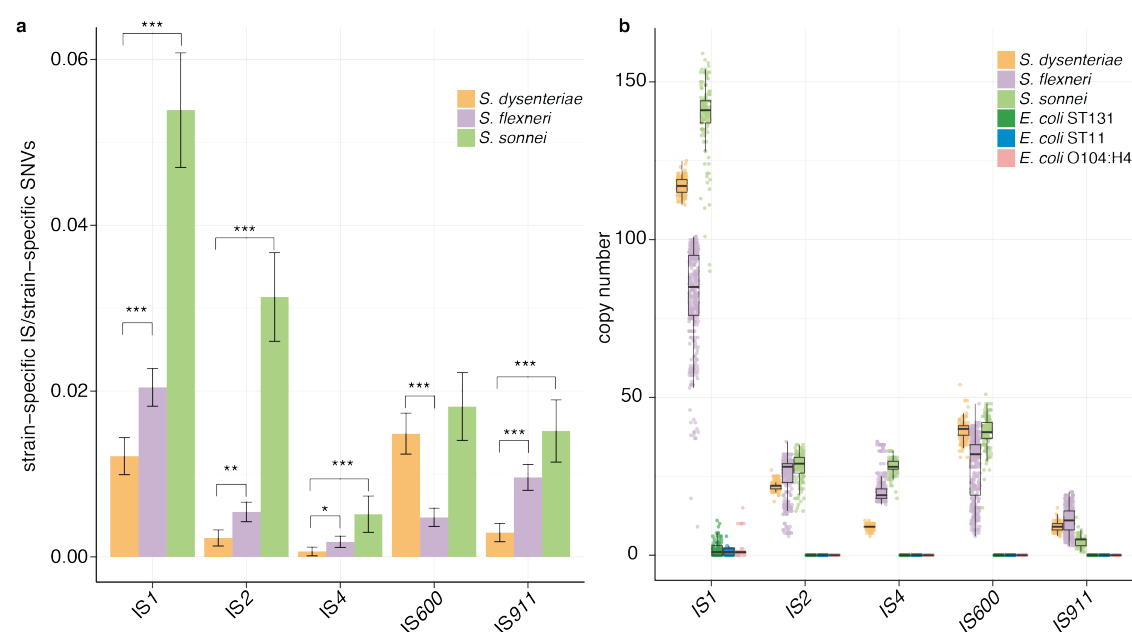 a
strain-specific IS/strain-specific SNVs
0.06
0.04
0.02
0.00
***
***
***
**
***
*
***
***
***
S. dysenteriae
S. flexneri
S. sonnei
IS1
IS2
IS4
IS600
IS911
b
copy number
150
100
50
0
S. dysenteriae
S. flexneri
S. sonnei
E. coli ST131
E. coli ST11
E. coli O104:H4
IS1
IS2
IS4
IS600
IS911